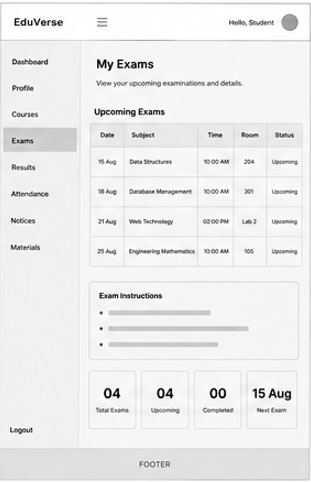 EduVerse
Hello, Student
Dashboard
Profile
Courses
Exams
Results
Attendance
Notices
Materials
Logout
My Exams
View your upcoming examinations and details.
Upcoming Exams
Date Subject Time Room Status
15 Aug Data Structures 10:00 AM 204 Upcoming
18 Aug Database Management 10:00 AM 301 Upcoming
21 Aug Web Technology 02:00 PM Lab 2 Upcoming
25 Aug Engineering Mathematics 10:00 AM 105 Upcoming
Exam Instructions
04 04 00 15 Aug
Total Exams Upcoming Completed Next Exam
FOOTER